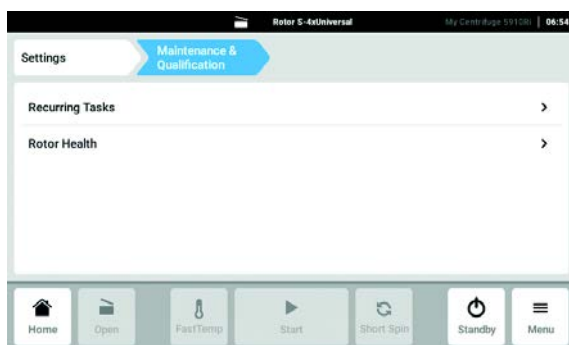 Rotor S-4xUniversal My Centrifuge 5910Ri 06:54
Settings
Maintenance &
Qualification
Recurring Tasks
Rotor Health
Home Open FastTemp Start Short Spin Standby Menu